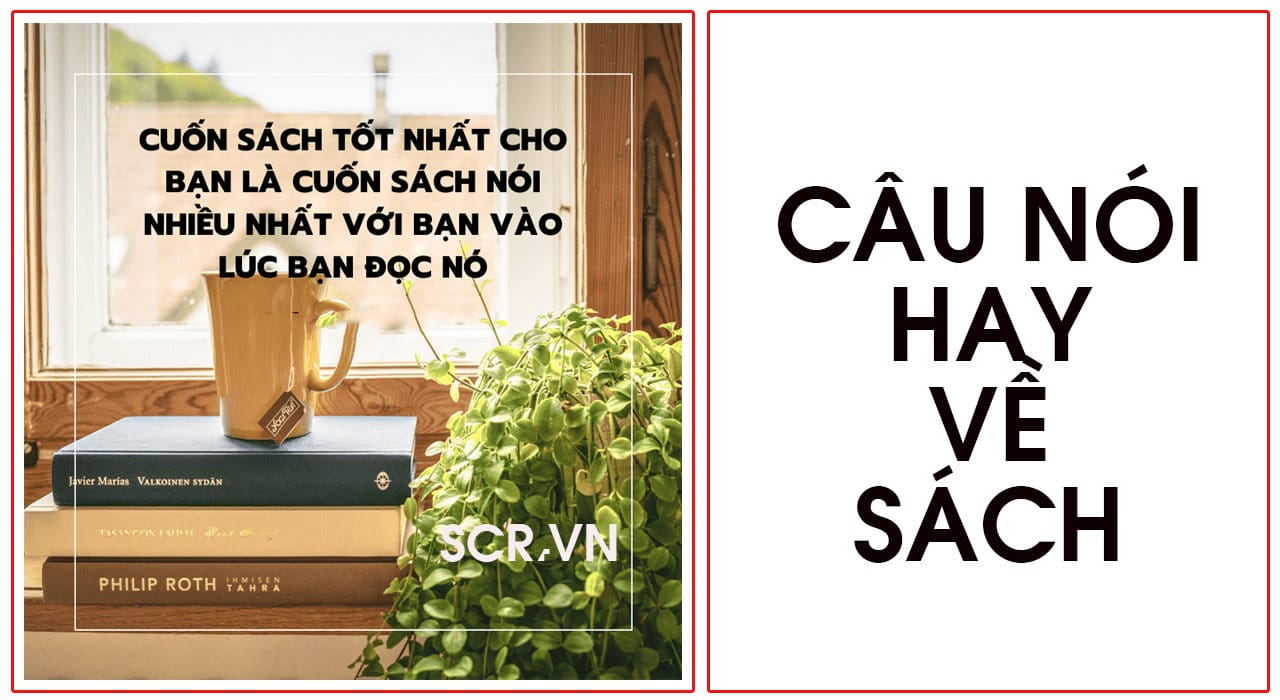 CUỐN SÁCH TỐT NHẤT CHO
BẠN LÀ CUỐN SÁCH NÓI
NHIỀU NHẤT VỚI BẠN VÀO
LÚC BẠN ĐỌC NÓ
Javier Marías VALKOINEN SYDÄN
PHILIP ROTH IHMISEN
TAHRA
SCR.VN
CÂU NÓI
HAY
VỀ
SÁCH